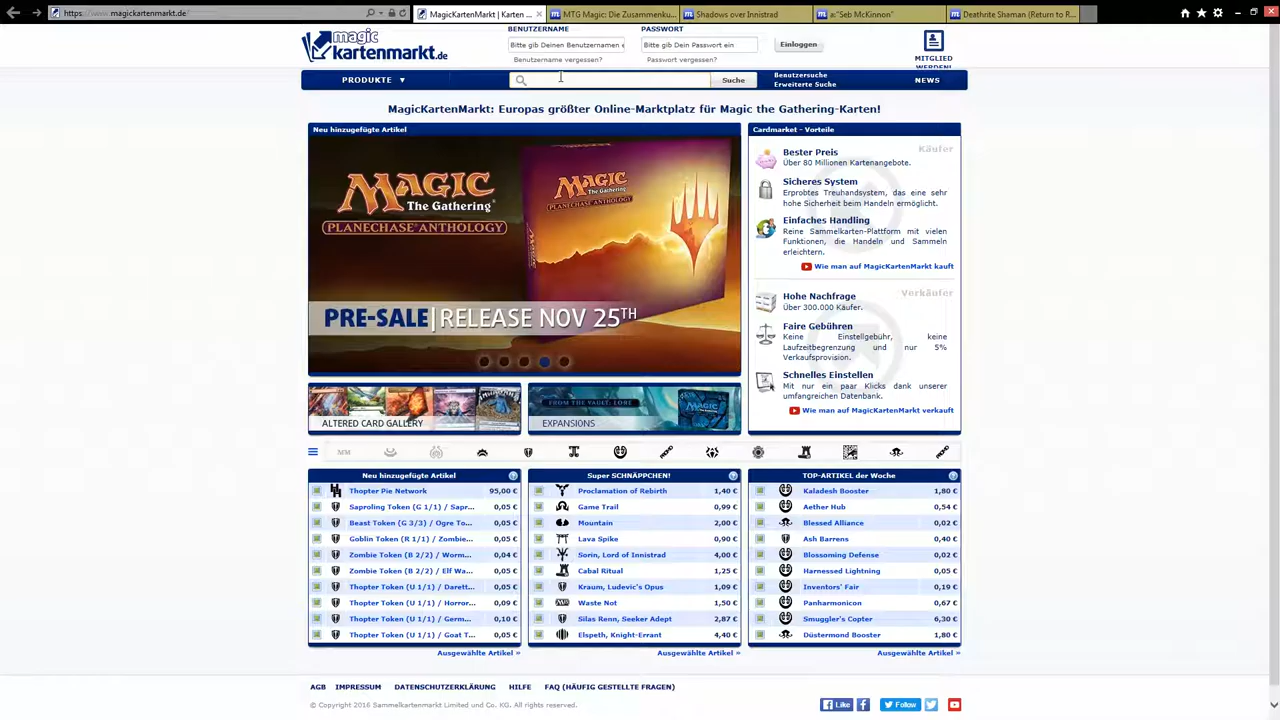 https://www.magickartenmarkt.de/
MagicKartenMarkt | Karten ...
MTG Magic: Die Zusammenku...
Shadows over Innistrad
a:"Seb McKinnon"
Deathrite Shaman (Return to R...
magic
kartenmarkt.de
BENUTZERNAME
PASSWORT
Bitte gib Deinen Benutzernamen e
Bitte gib Dein Passwort ein
Einloggen
Benutzername vergessen?
Passwort vergessen?
MITGLIED
WERDEN!
PRODUKTE ▼
Suche
Benutzersuche
Erweiterte Suche
NEWS
MagicKartenMarkt: Europas größter Online-Marktplatz für Magic the Gathering-Karten!
Neu hinzugefügte Artikel
MAGIC
The Gathering®
PLANECHASE® ANTHOLOGY
MAGIC
The Gathering
PLANECHASE ANTHOLOGY
PRE-SALE | RELEASE NOV 25TH
Cardmarket - Vorteile
Käufer
Bester Preis
Über 80 Millionen Kartenangebote.
Sicheres System
Erprobtes Treuhandsystem, das eine sehr
hohe Sicherheit beim Handeln ermöglicht.
Einfaches Handling
Reine Sammelkarten-Plattform mit vielen
Funktionen, die Handeln und Sammeln
erleichtern.
Wie man auf MagicKartenMarkt kauft
Verkäufer
Hohe Nachfrage
Über 300.000 Käufer.
Faire Gebühren
Keine Einstellgebühr, keine
Laufzeitbegrenzung und nur 5%
Verkaufsprovision.
Schnelles Einstellen
Mit nur ein paar Klicks dank unserer
umfangreichen Datenbank.
Wie man auf MagicKartenMarkt verkauft
ALTERED CARD GALLERY
FROM THE VAULT: LORE
MAGIC
EXPANSIONS
Neu hinzugefügte Artikel
Thopter Pie Network 95,00 €
Saproling Token (G 1/1) / Sapr... 0,05 €
Beast Token (G 3/3) / Ogre To... 0,05 €
Goblin Token (R 1/1) / Zombie... 0,05 €
Zombie Token (B 2/2) / Worm... 0,04 €
Zombie Token (B 2/2) / Elf Wa... 0,05 €
Thopter Token (U 1/1) / Darett... 0,05 €
Thopter Token (U 1/1) / Horror... 0,09 €
Thopter Token (U 1/1) / Germ... 0,10 €
Thopter Token (U 1/1) / Goat T... 0,05 €
Ausgewählte Artikel »
Super SCHNÄPPCHEN!
Proclamation of Rebirth 1,40 €
Game Trail 0,99 €
Mountain 2,00 €
Lava Spike 0,90 €
Sorin, Lord of Innistrad 4,00 €
Cabal Ritual 1,25 €
Kraum, Ludevic's Opus 1,09 €
Waste Not 1,50 €
Silas Renn, Seeker Adept 2,87 €
Elspeth, Knight-Errant 4,40 €
Ausgewählte Artikel »
TOP-ARTIKEL der Woche
Kaladesh Booster 1,80 €
Aether Hub 0,54 €
Blessed Alliance 0,02 €
Ash Barrens 0,40 €
Blossoming Defense 0,02 €
Harnessed Lightning 0,05 €
Inventors' Fair 0,19 €
Panharmonicon 0,67 €
Smuggler's Copter 6,30 €
Düstermond Booster 1,80 €
Ausgewählte Artikel »
AGB IMPRESSUM DATENSCHUTZERKLÄRUNG HILFE FAQ (HÄUFIG GESTELLTE FRAGEN)
© Copyright 2016 Sammelkartenmarkt Limited und Co. KG. All rights reserved.
Like
Follow